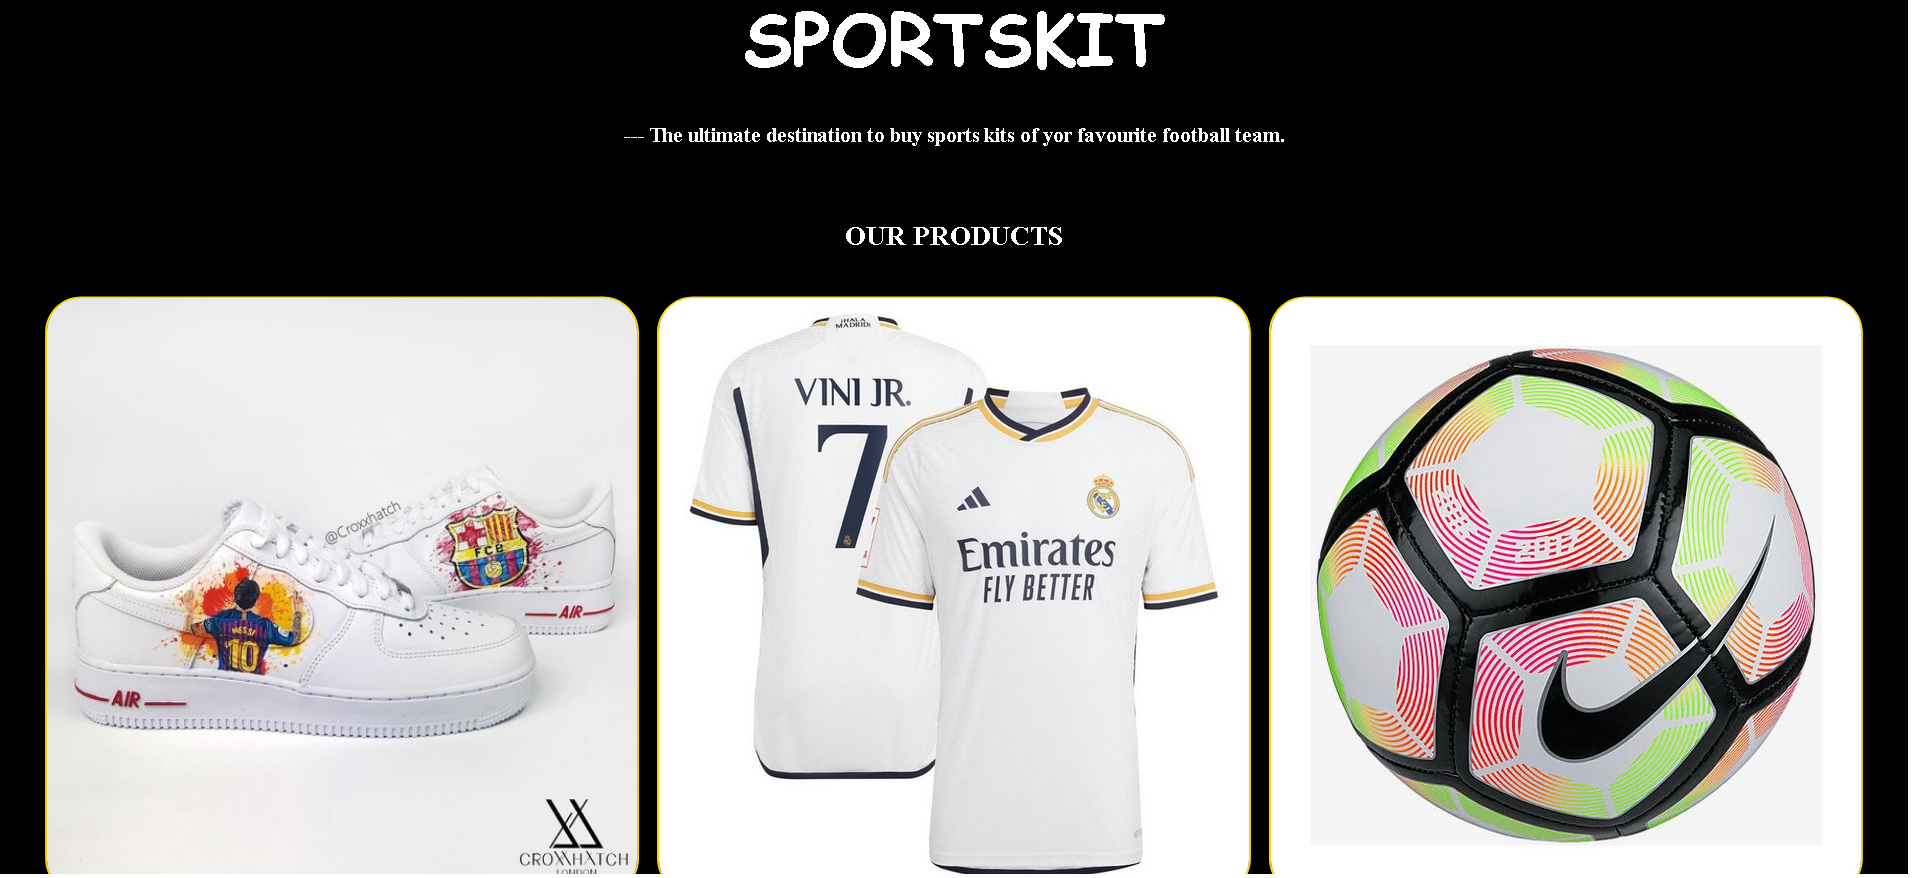 SPORTSKIT
--- The ultimate destination to buy sports kits of yor favourite football team.
OUR PRODUCTS
@Croxxhatch
FCB
MESSI
10
AIR
AIR
CROXXHATCH
LONDON
¡HALA
MADRID!
VINI JR.
7
Emirates
FLY BETTER
2017